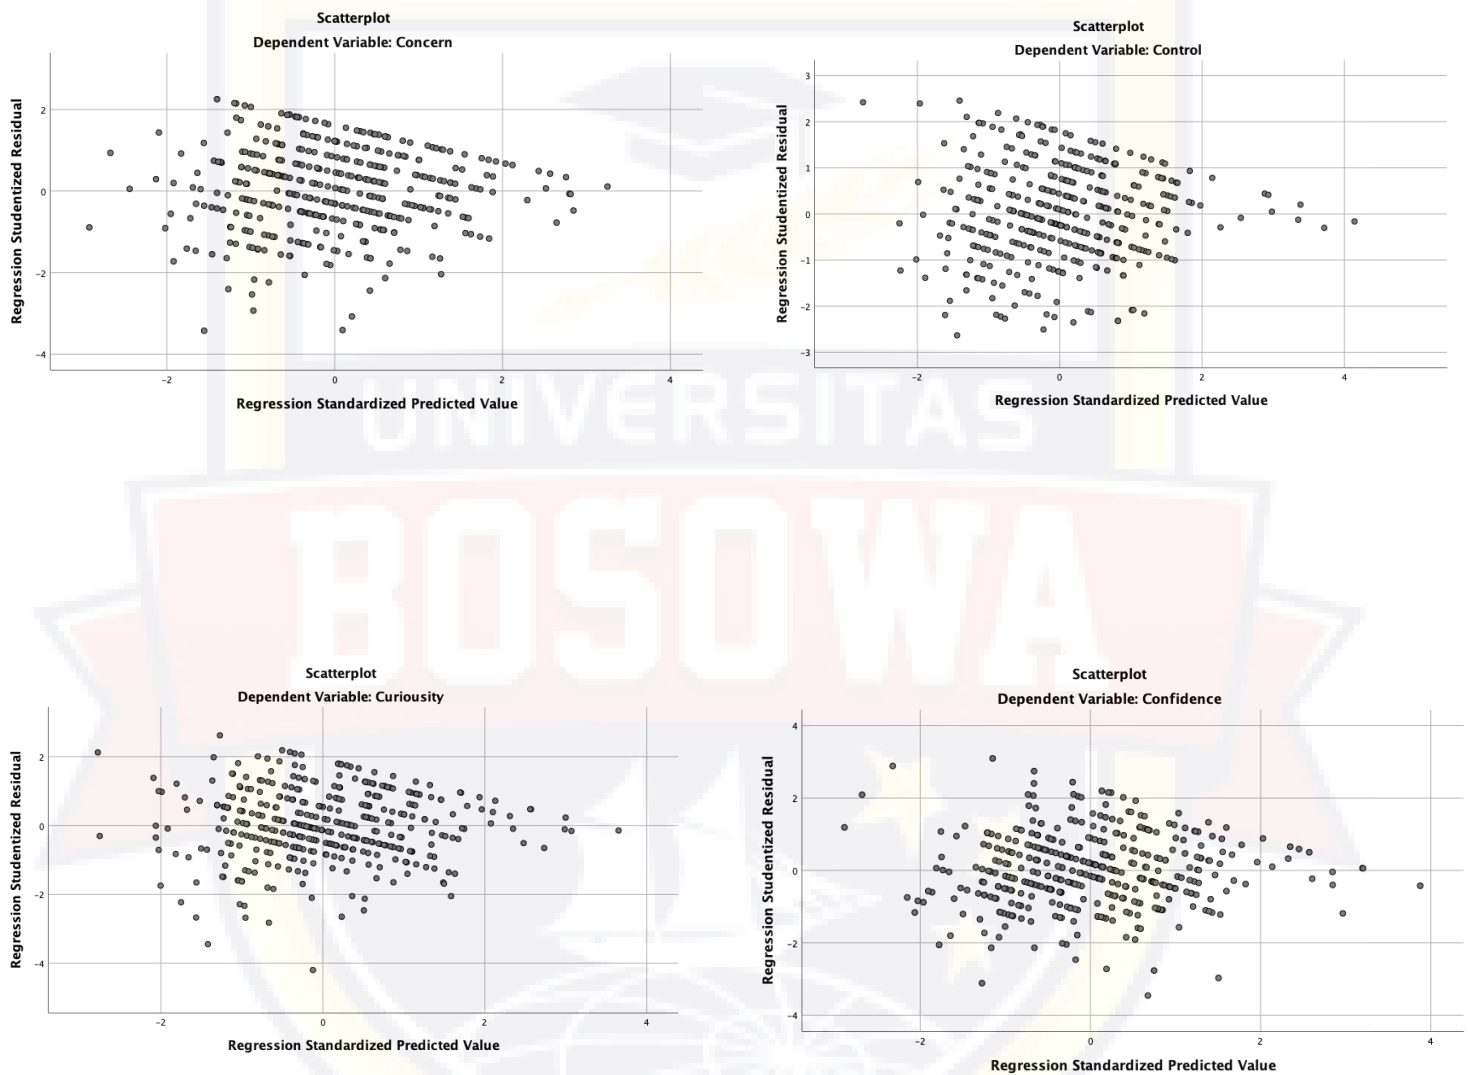 Scatterplot
Dependent Variable: Concern
Regression Studentized Residual
2
0
−2
−4
−2
0
2
4
Regression Standardized Predicted Value
Scatterplot
Dependent Variable: Control
Regression Studentized Residual
3
2
1
0
−1
−2
−3
−2
0
2
4
Regression Standardized Predicted Value
UNIVERSITAS
BOSOWA
Scatterplot
Dependent Variable: Curiousity
Regression Studentized Residual
2
0
−2
−4
−2
0
2
4
Regression Standardized Predicted Value
Scatterplot
Dependent Variable: Confidence
Regression Studentized Residual
4
2
0
−2
−4
−2
0
2
4
Regression Standardized Predicted Value